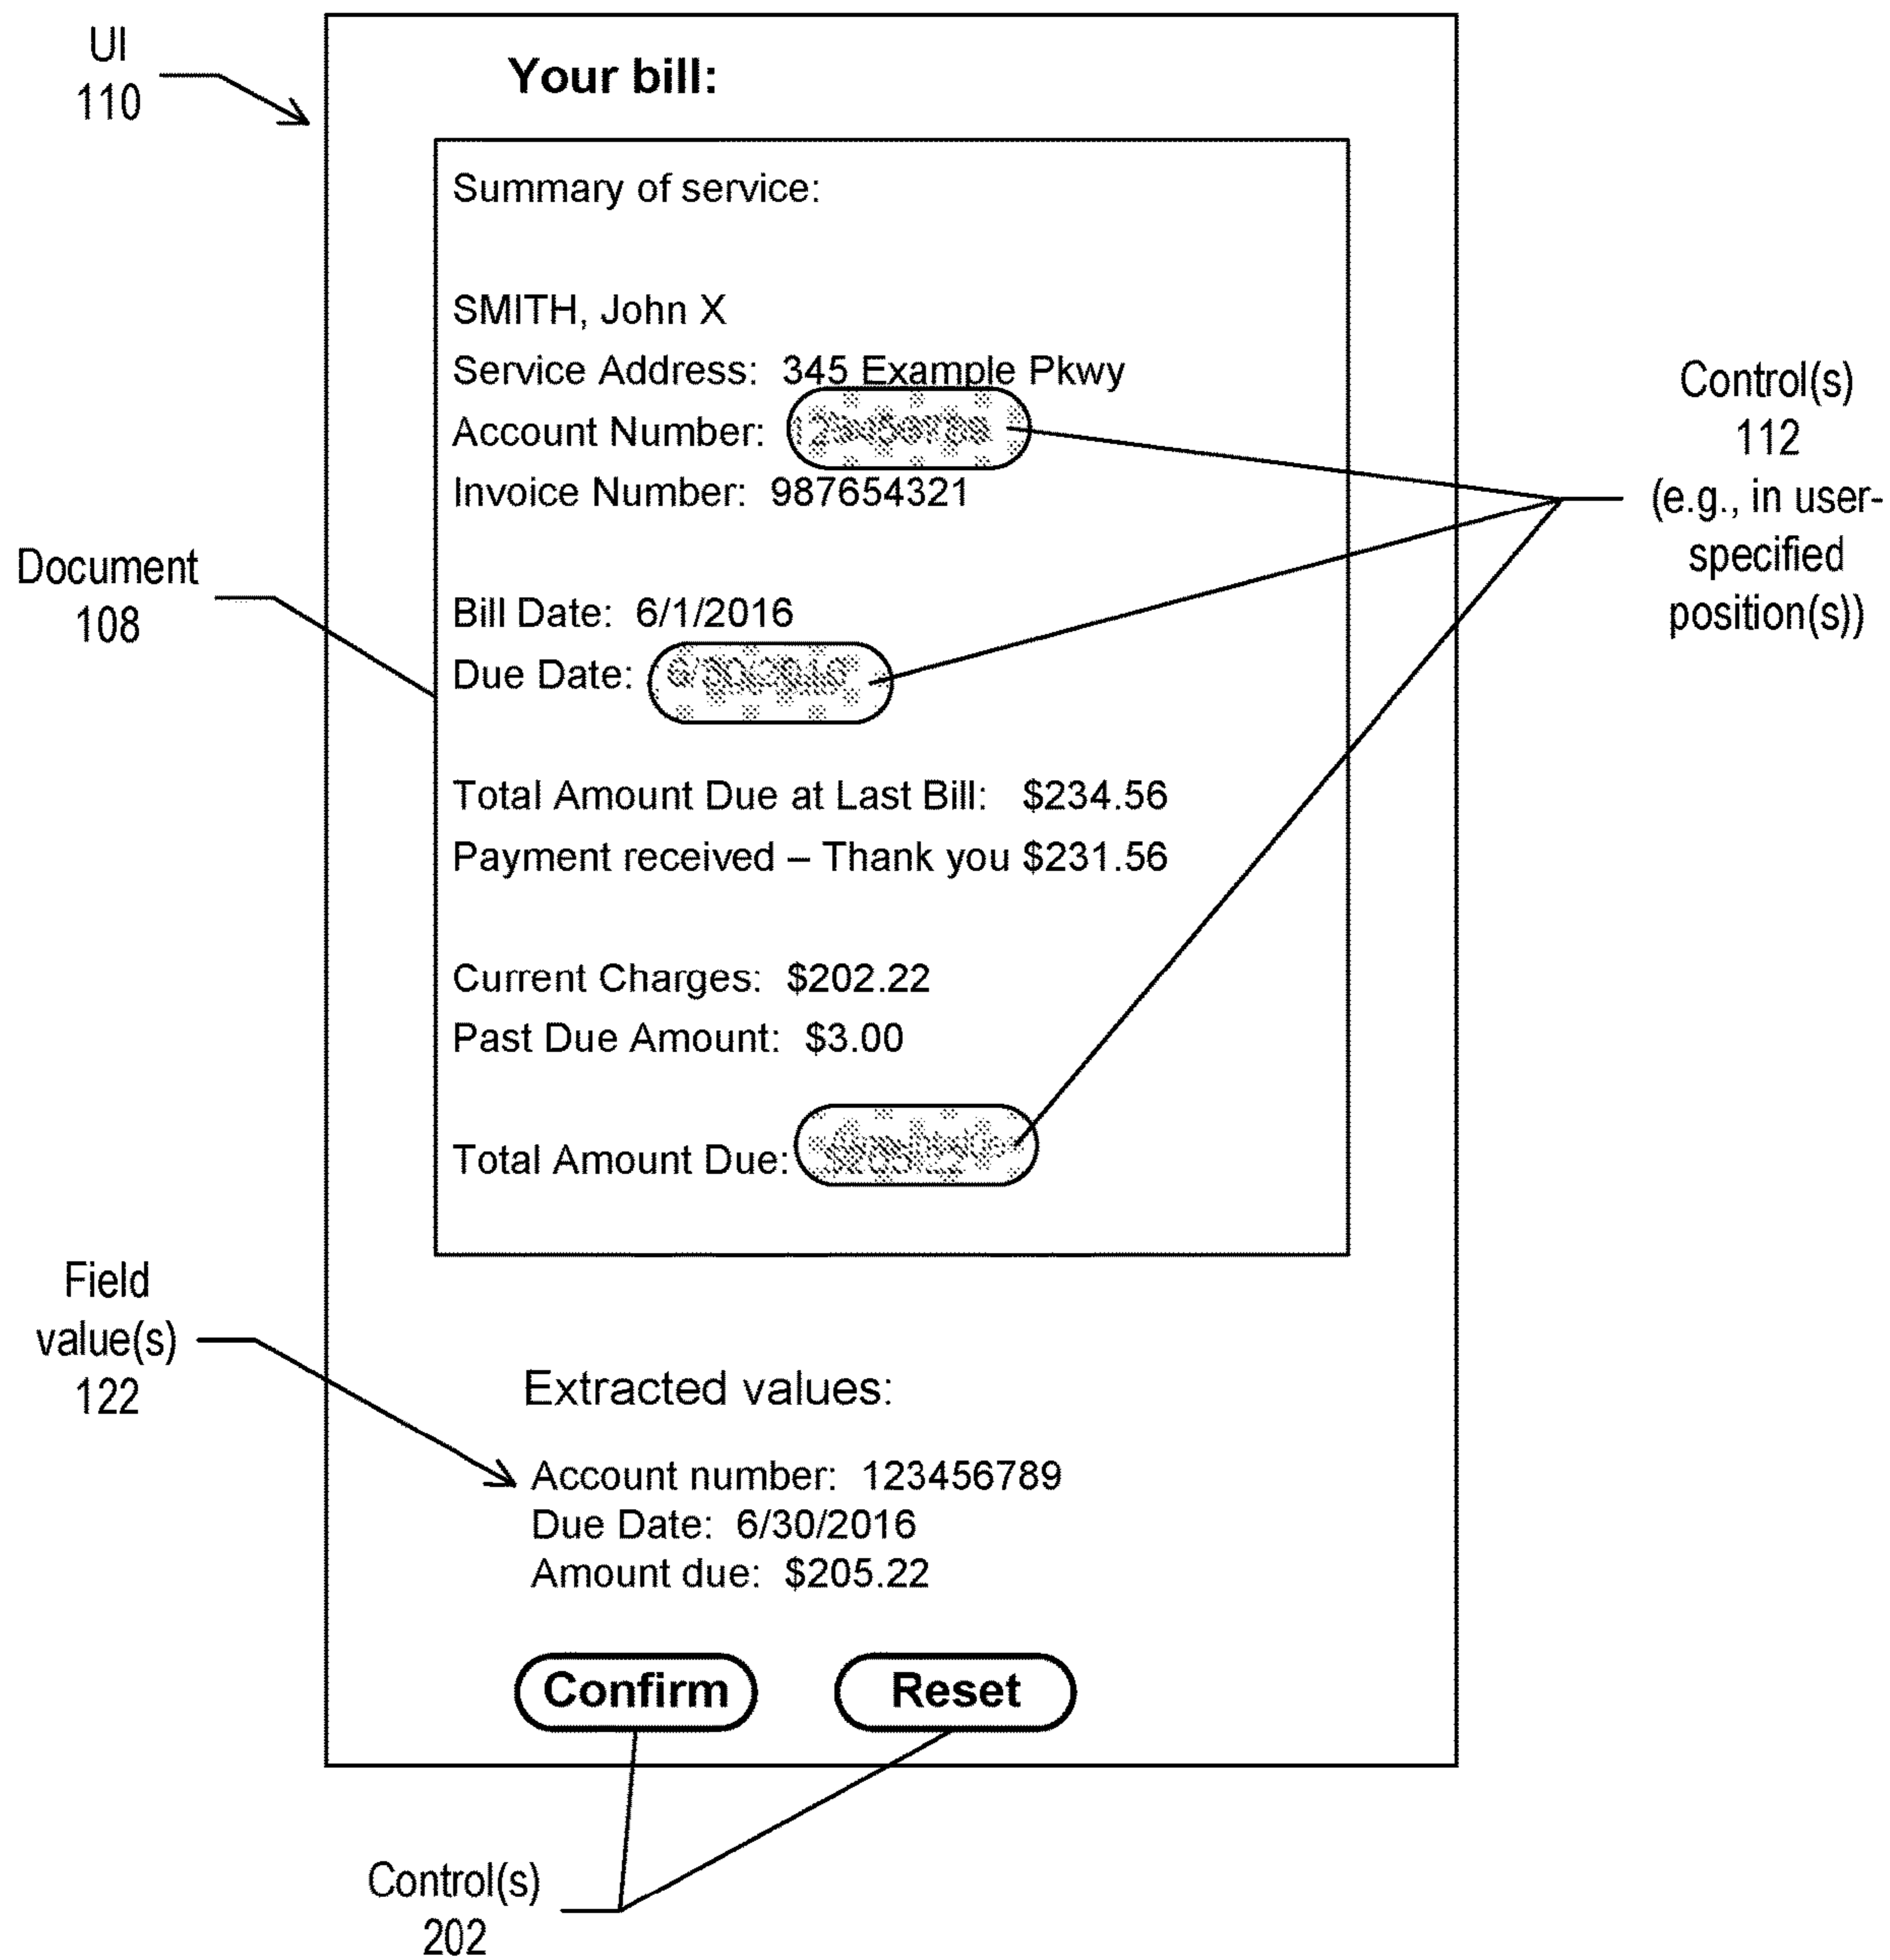 UI
110
Your bill:
Summary of service:
SMITH, John X
Service Address: 345 Example Pkwy
Account Number:
Invoice Number: 987654321
Control(s)
112
(e.g., in user-
specified
position(s))
Document
108
Bill Date: 6/1/2016
Due Date:
Total Amount Due at Last Bill: $234.56
Payment received – Thank you $231.56
Current Charges: $202.22
Past Due Amount: $3.00
Total Amount Due:
Field
value(s)
122
Extracted values:
Account number: 123456789
Due Date: 6/30/2016
Amount due: $205.22
Confirm
Reset
Control(s)
202